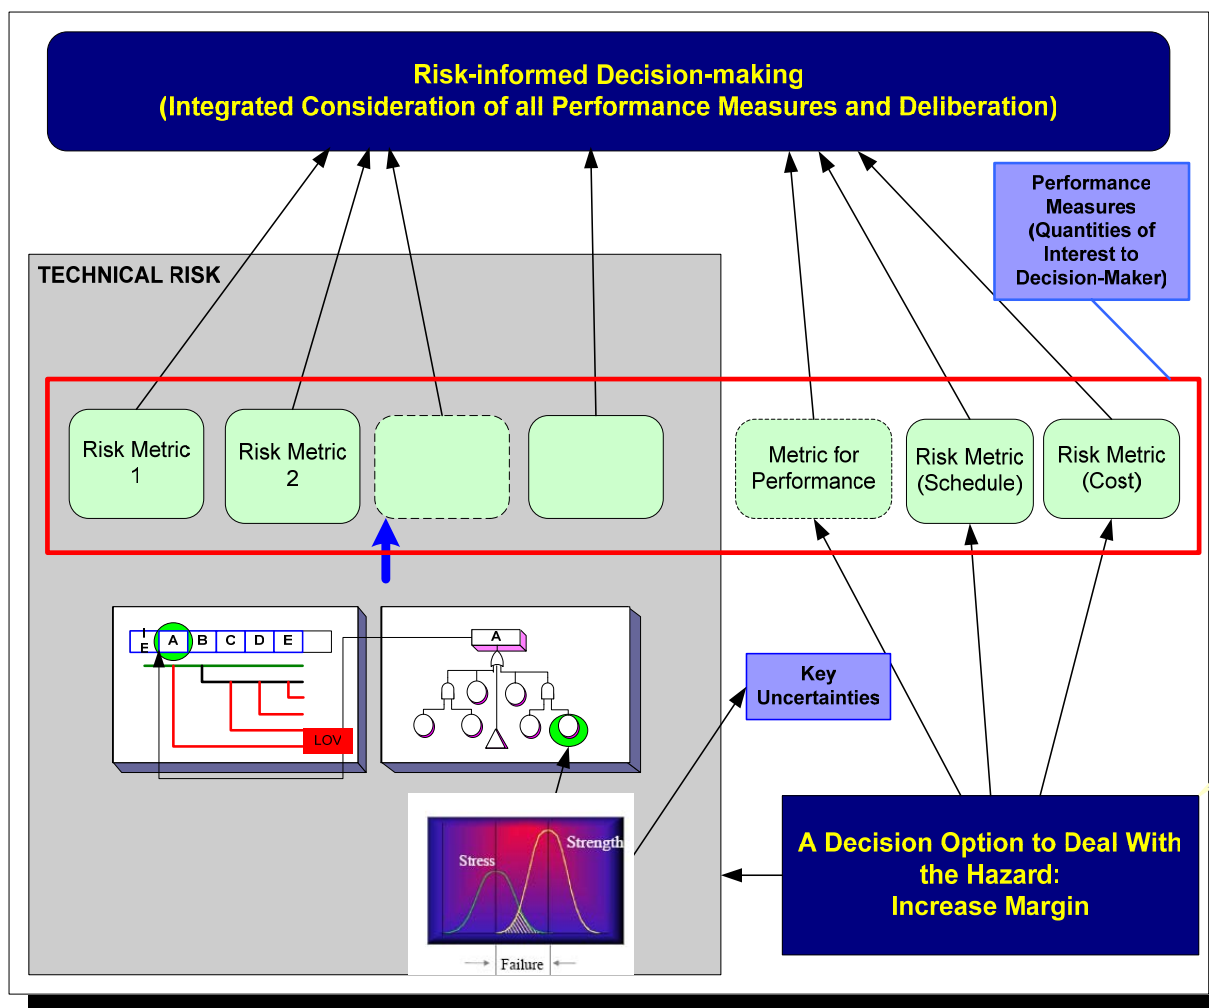 Risk-informed Decision-making
(Integrated Consideration of all Performance Measures and Deliberation)
Performance
Measures
(Quantities of
Interest to
Decision-Maker)
TECHNICAL RISK
Risk Metric
1
Risk Metric
2
Metric for
Performance
Risk Metric
(Schedule)
Risk Metric
(Cost)
I
E
A
B
C
D
E
LOV
A
Key
Uncertainties
Stress
Strength
Failure
A Decision Option to Deal With
the Hazard:
Increase Margin